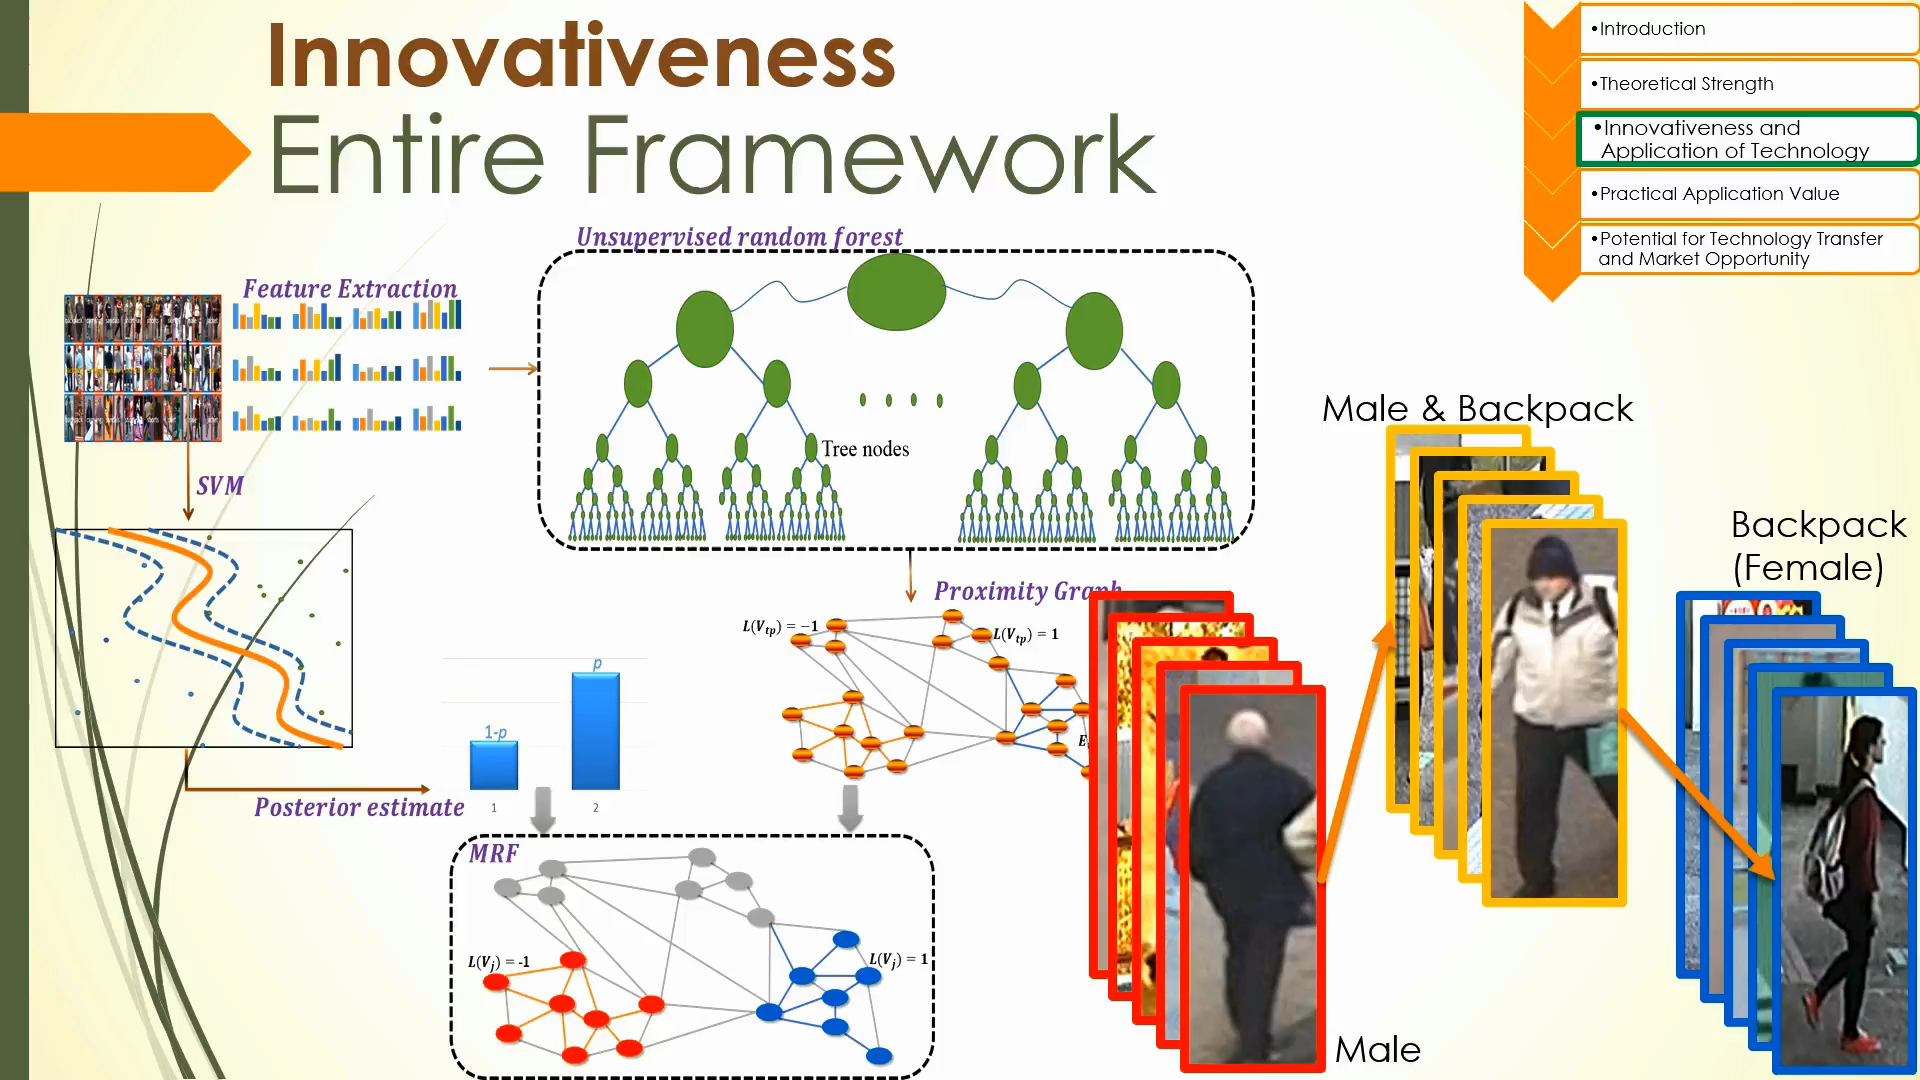 Innovativeness
Entire Framework
•Introduction
•Theoretical Strength
•Innovativeness and
Application of Technology
•Practical Application Value
•Potential for Technology Transfer
and Market Opportunity
Unsupervised random forest
Feature Extraction
Tree nodes
SVM
Posterior estimate
1-p
p
1
2
Proximity Graph
L(Vtp) = −1
L(Vtp) = 1
MRF
L(Vj) = -1
L(Vj) = 1
Male & Backpack
Backpack
(Female)
Male